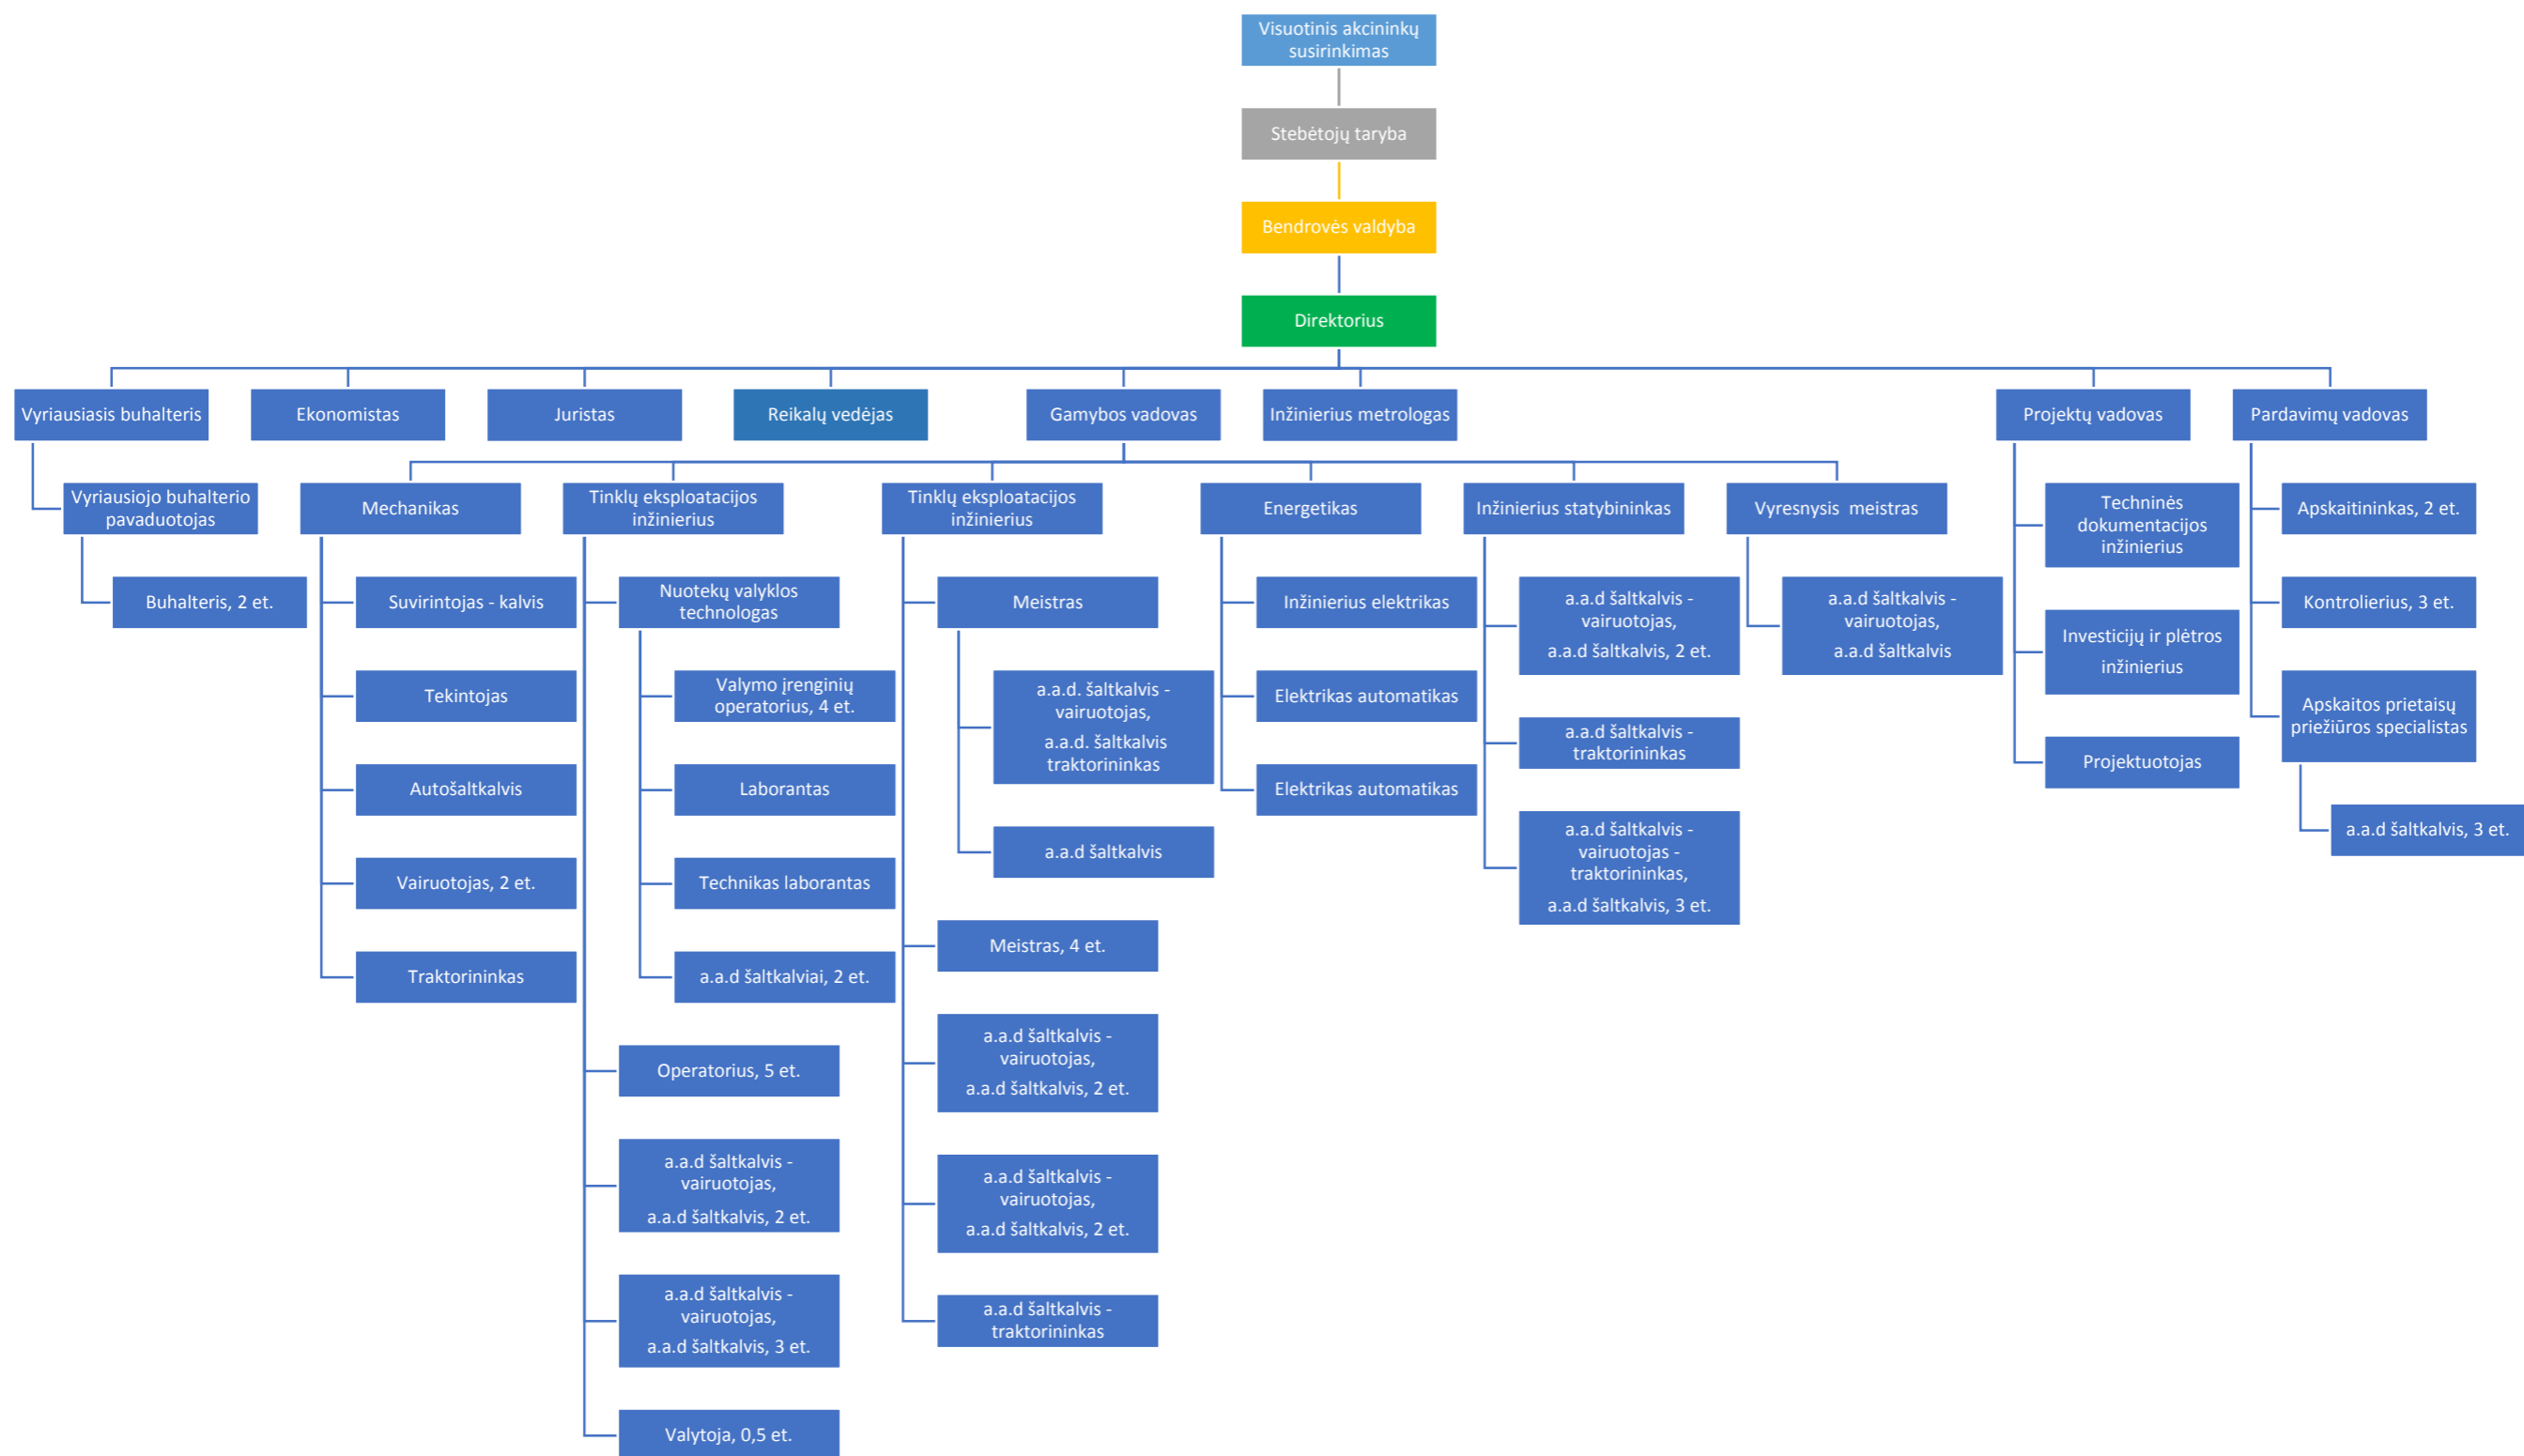 Visuotinis akcininkų
susirinkimas
Stebėtojų taryba
Bendrovės valdyba
Direktorius
Vyriausiasis buhalteris
Ekonomistas
Juristas
Reikalų vedėjas
Gamybos vadovas
Inžinierius metrologas
Projektų vadovas
Pardavimų vadovas
Vyriausiojo buhalterio
pavaduotojas
Buhalteris, 2 et.
Mechanikas
Suvirintojas - kalvis
Tekintojas
Autošaltkalvis
Vairuotojas, 2 et.
Traktorininkas
Tinklų eksploatacijos
inžinierius
Nuotekų valyklos
technologas
Valymo įrenginių
operatorius, 4 et.
Laborantas
Technikas laborantas
a.a.d šaltkalviai, 2 et.
Operatorius, 5 et.
a.a.d šaltkalvis -
vairuotojas,
a.a.d šaltkalvis, 2 et.
a.a.d šaltkalvis -
vairuotojas,
a.a.d šaltkalvis, 3 et.
Valytoja, 0,5 et.
Tinklų eksploatacijos
inžinierius
Meistras
a.a.d. šaltkalvis -
vairuotojas,
a.a.d. šaltkalvis
traktorininkas
a.a.d šaltkalvis
Meistras, 4 et.
a.a.d šaltkalvis -
vairuotojas,
a.a.d šaltkalvis, 2 et.
a.a.d šaltkalvis -
vairuotojas,
a.a.d šaltkalvis, 2 et.
a.a.d šaltkalvis -
traktorininkas
Energetikas
Inžinierius elektrikas
Elektrikas automatikas
Elektrikas automatikas
Inžinierius statybininkas
a.a.d šaltkalvis -
vairuotojas,
a.a.d šaltkalvis, 2 et.
a.a.d šaltkalvis -
traktorininkas
a.a.d šaltkalvis -
vairuotojas -
traktorininkas,
a.a.d šaltkalvis, 3 et.
Vyresnysis meistras
a.a.d šaltkalvis -
vairuotojas,
a.a.d šaltkalvis
Techninės
dokumentacijos
inžinierius
Investicijų ir plėtros
inžinierius
Projektuotojas
Apskaitininkas, 2 et.
Kontrolierius, 3 et.
Apskaitos prietaisų
priežiūros specialistas
a.a.d šaltkalvis, 3 et.